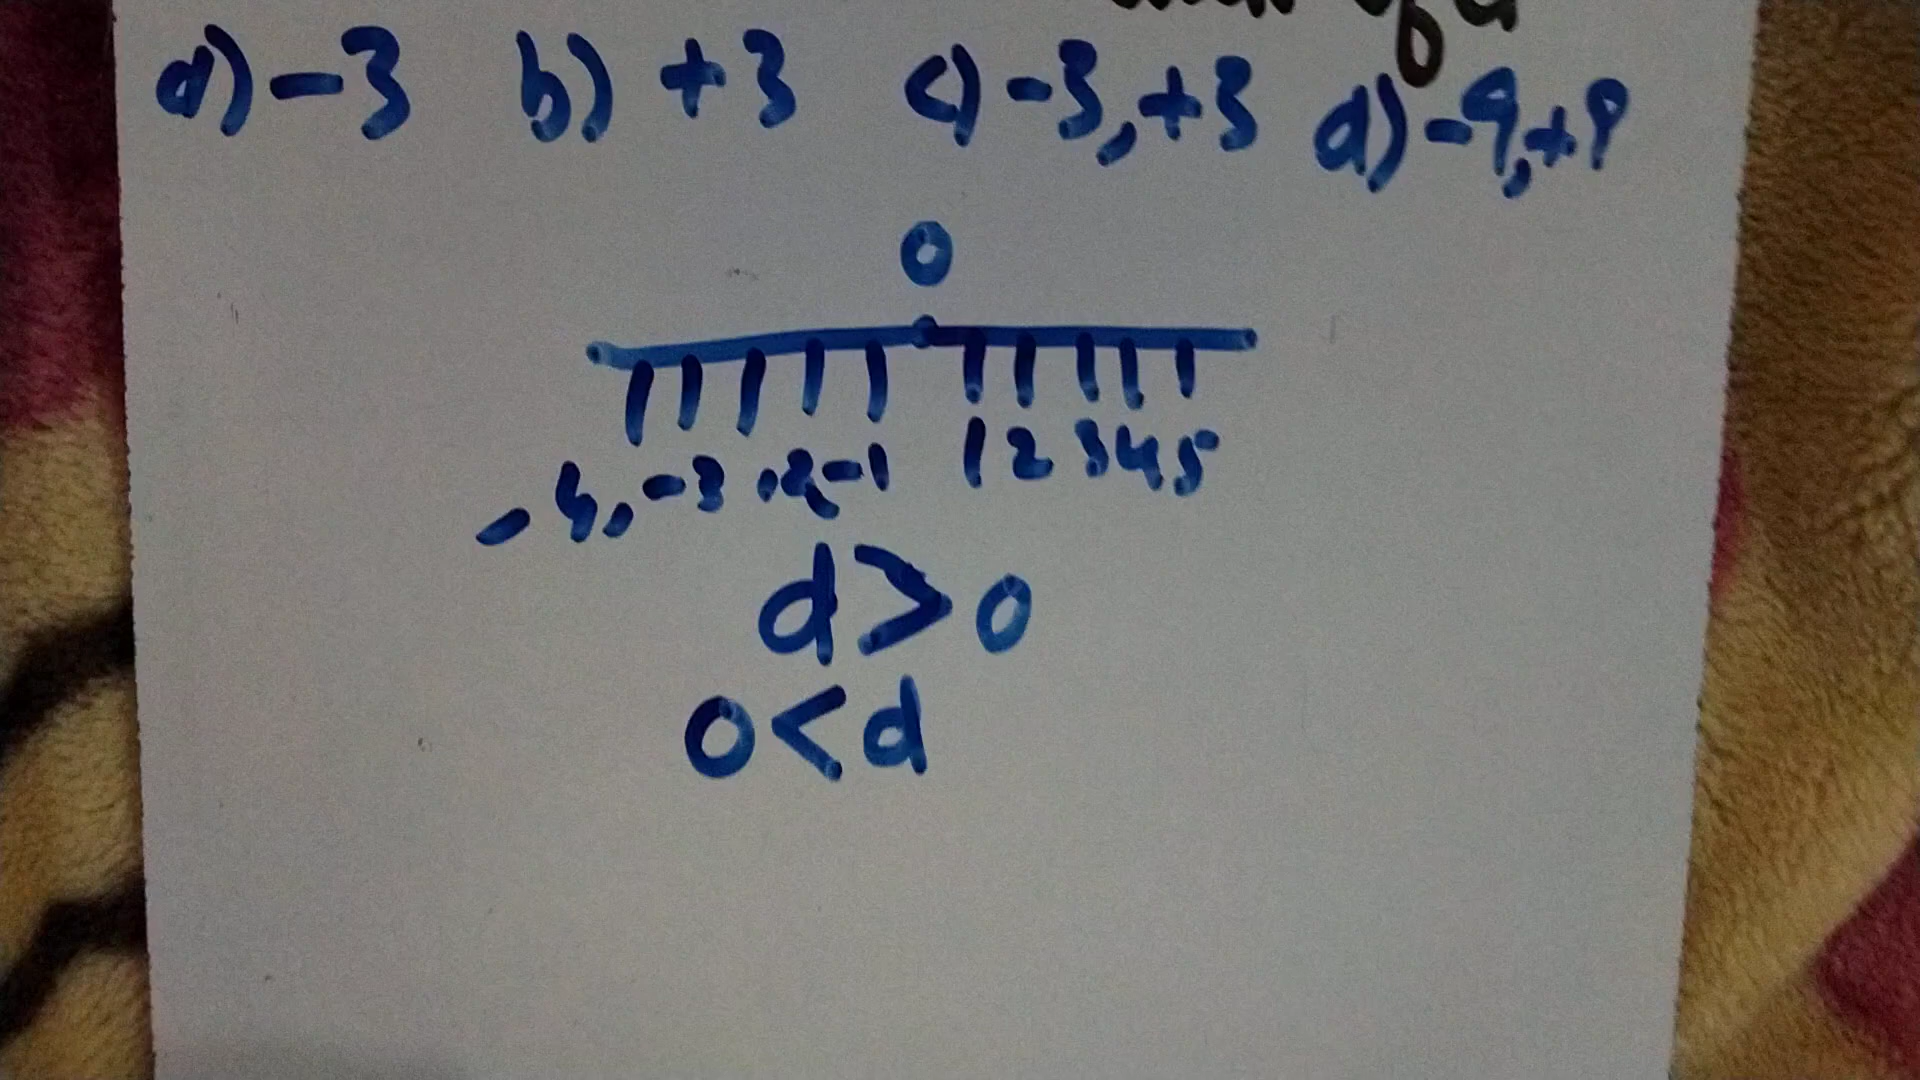 a) -3 b) +3 c) -3, +3 d) -9, +9
0
-4, -3 -2, -1 1 2 3 4 5
d > 0
0 < d